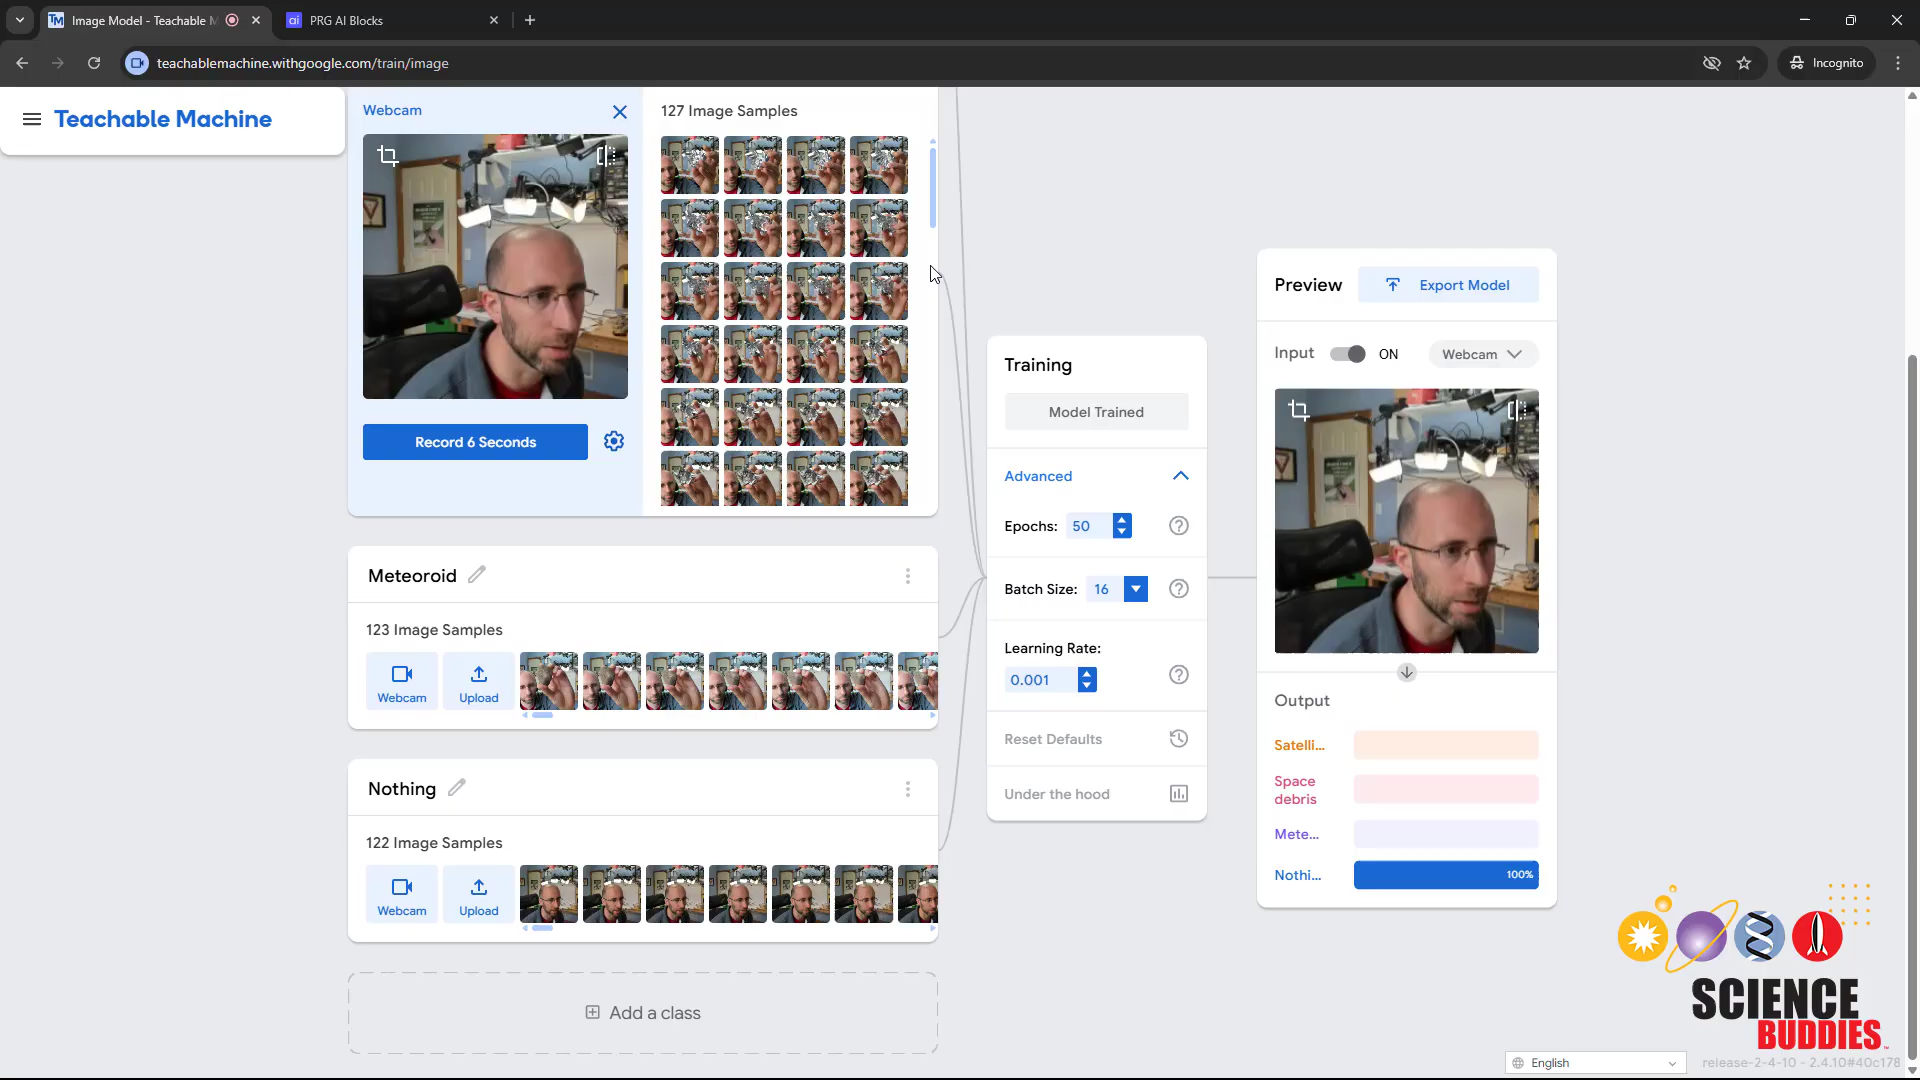 Image Model - Teachable M
PRG AI Blocks
teachablemachine.withgoogle.com/train/image
Incognito
Teachable Machine
Webcam
127 Image Samples
Record 6 Seconds
Meteoroid
123 Image Samples
Webcam
Upload
Nothing
122 Image Samples
Webcam
Upload
Add a class
Training
Model Trained
Advanced
Epochs: 50
Batch Size: 16
Learning Rate:
0.001
Reset Defaults
Under the hood
Preview
Export Model
Input ON Webcam
Output
Satelli...
Space
debris
Mete...
Nothi... 100%
SCIENCE
BUDDIES
English
release-2-4-10 - 2.4.10#40c178